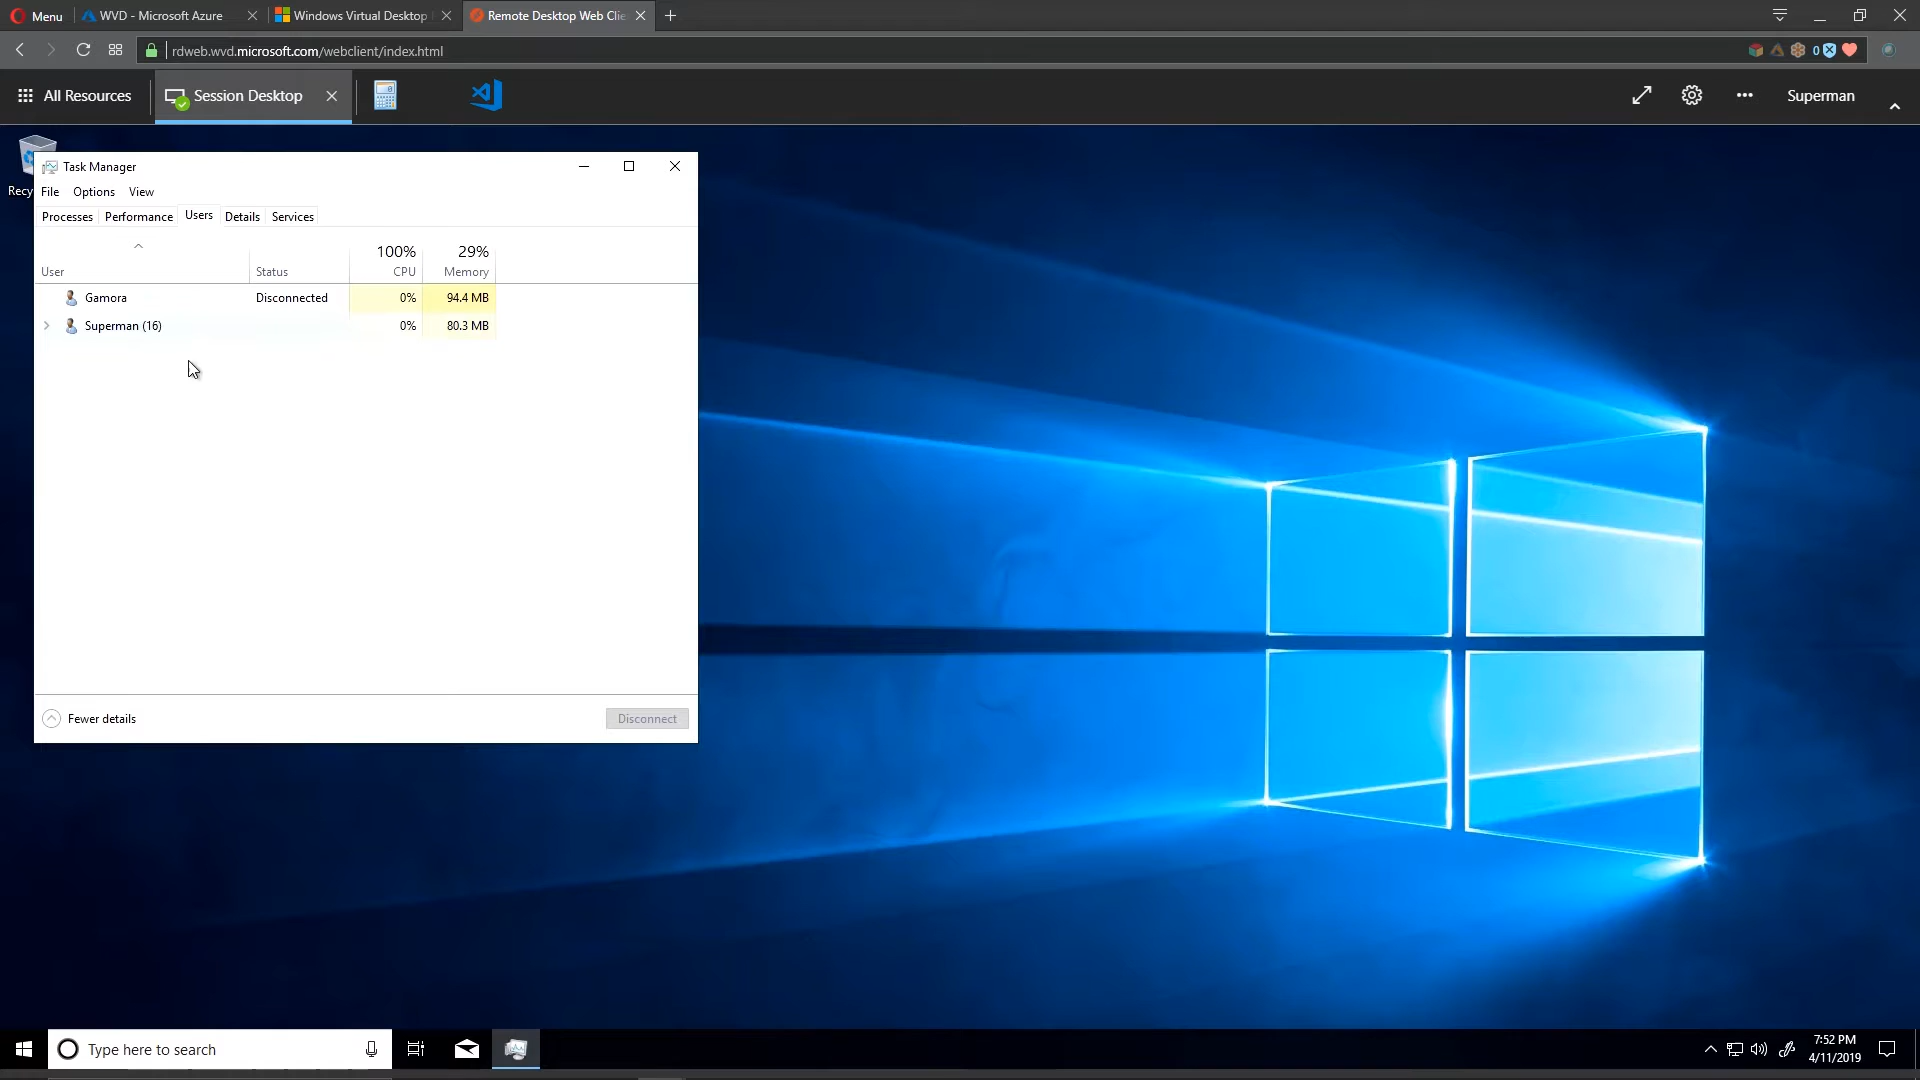 Menu
WVD - Microsoft Azure
Windows Virtual Desktop
Remote Desktop Web Clie
rdweb.wvd.microsoft.com/webclient/index.html
0
All Resources
Session Desktop
Superman
Recy
Task Manager
File Options View
Processes Performance Users Details Services
100% 29%
User Status CPU Memory
Gamora Disconnected 0% 94.4 MB
Superman (16) 0% 80.3 MB
Fewer details
Disconnect
Type here to search
7:52 PM
4/11/2019